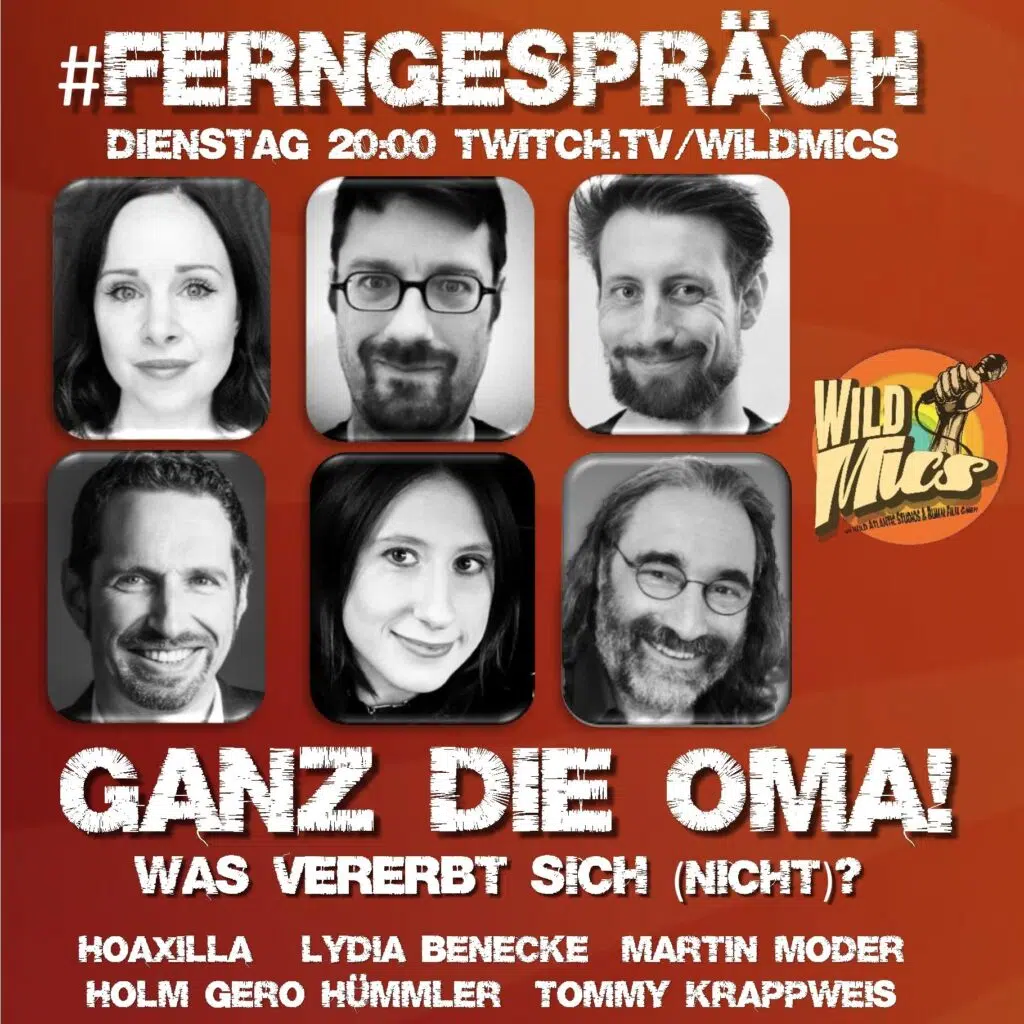 #FERNGESPRÄCH
DIENSTAG 20:00 TWITCH.TV/WILDMICS
WILD
MICS
GANZ DIE OMA!
WAS VERERBT SICH (NICHT)?
HOAXILLA LYDIA BENECKE MARTIN MODER
HOLM GERO HÜMMLER TOMMY KRAPPWEIS